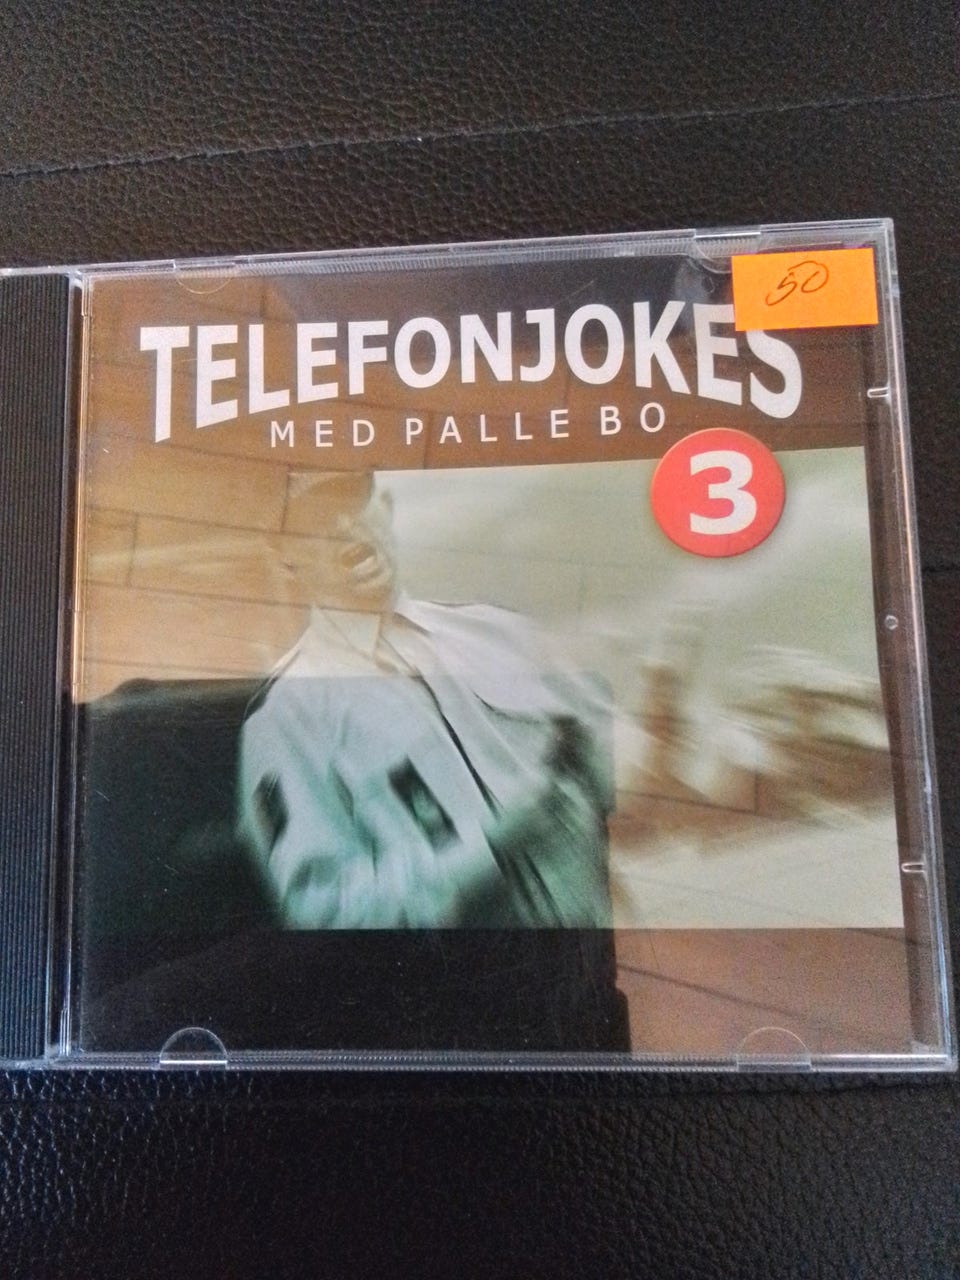 50
TELEFONJOKES
MED PALLE BO
3